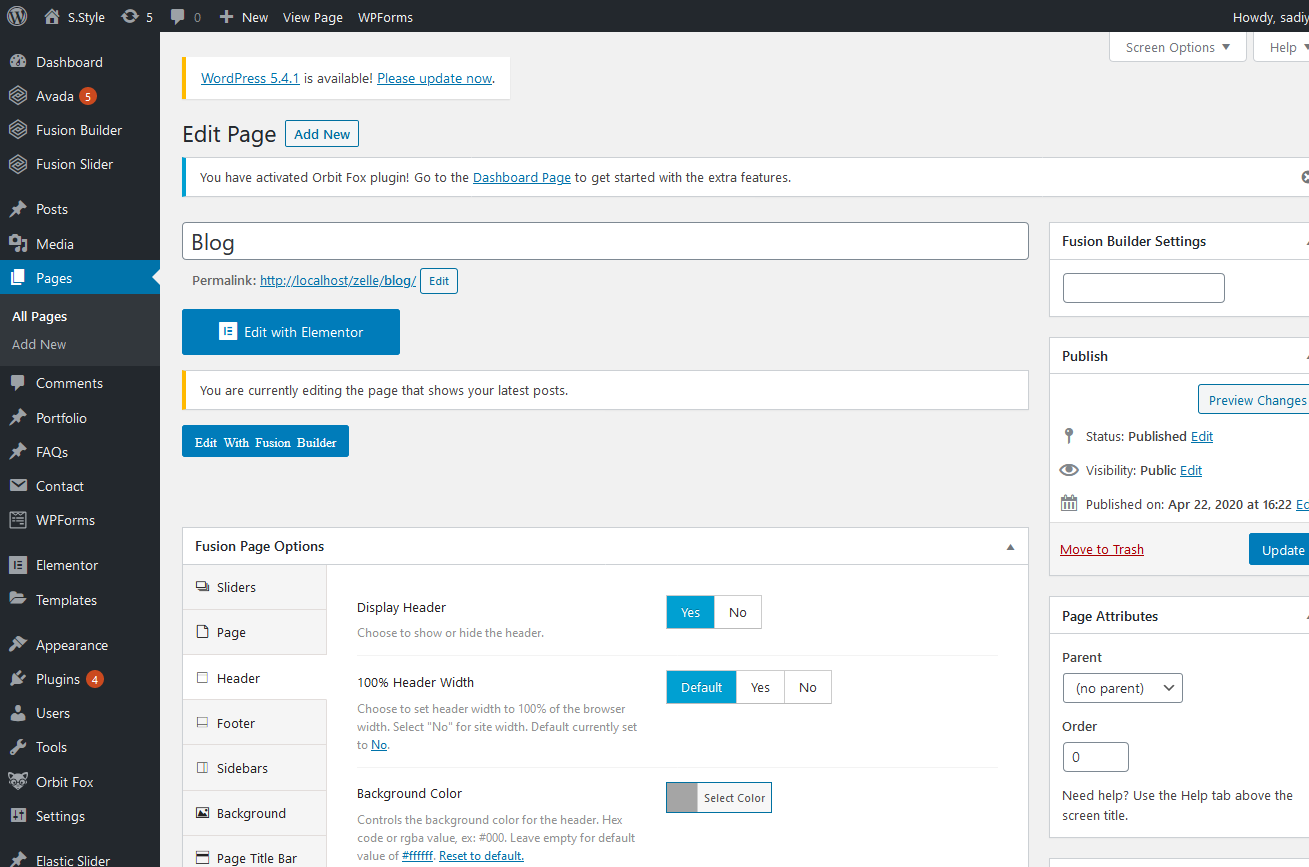 S.Style 5 0 New View Page WPForms Howdy, sadiy
Screen Options Help
Dashboard
Avada 5
Fusion Builder
Fusion Slider
Posts
Media
Pages
All Pages
Add New
Comments
Portfolio
FAQs
Contact
WPForms
Elementor
Templates
Appearance
Plugins 4
Users
Tools
Orbit Fox
Settings
Elastic Slider
WordPress 5.4.1 is available! Please update now.
Edit Page Add New
You have activated Orbit Fox plugin! Go to the Dashboard Page to get started with the extra features.
Blog
Permalink: http://localhost/zelle/blog/ Edit
Edit with Elementor
You are currently editing the page that shows your latest posts.
Edit With Fusion Builder
Fusion Page Options
Sliders
Page
Header
Footer
Sidebars
Background
Page Title Bar
Display Header
Choose to show or hide the header.
Yes No
100% Header Width
Choose to set header width to 100% of the browser
width. Select "No" for site width. Default currently set
to No.
Default Yes No
Background Color
Controls the background color for the header. Hex
code or rgba value, ex: #000. Leave empty for default
value of #ffffff. Reset to default.
Select Color
Fusion Builder Settings
Publish
Preview Changes
Status: Published Edit
Visibility: Public Edit
Published on: Apr 22, 2020 at 16:22 Ed
Move to Trash Update
Page Attributes
Parent
(no parent)
Order
0
Need help? Use the Help tab above the
screen title.